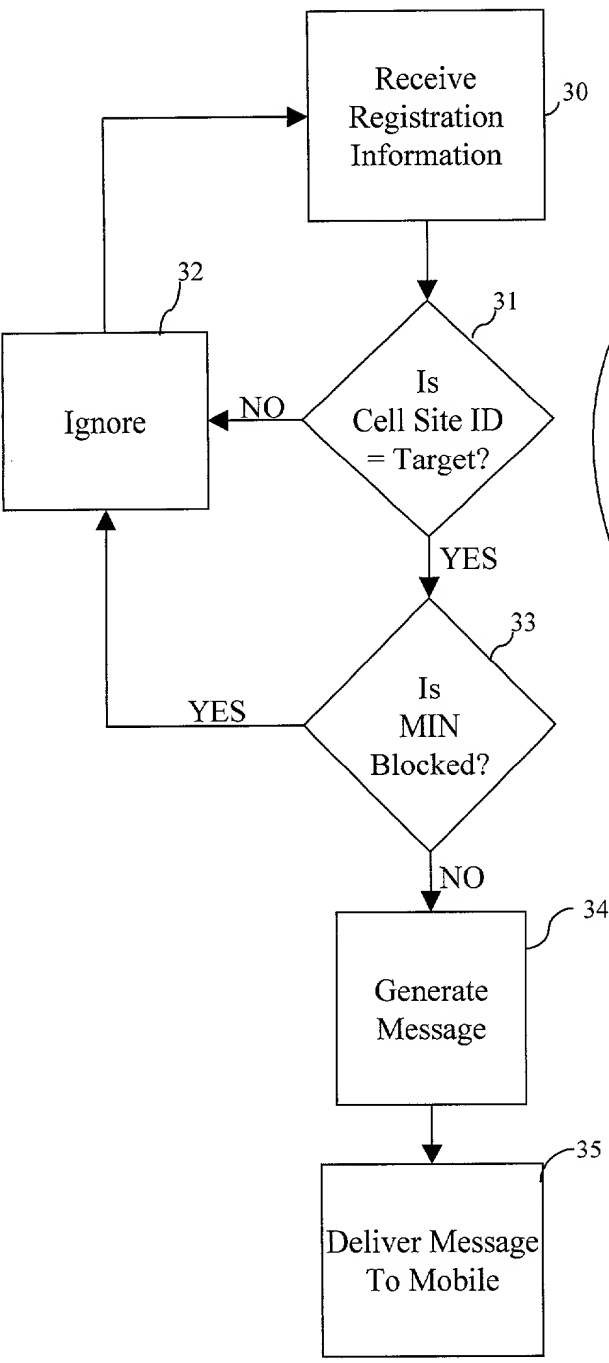 Receive
Registration
Information
30
32
31
Ignore
NO
Is
Cell Site ID
= Target?
YES
33
YES
Is
MIN
Blocked?
NO
34
Generate
Message
35
Deliver Message
To Mobile